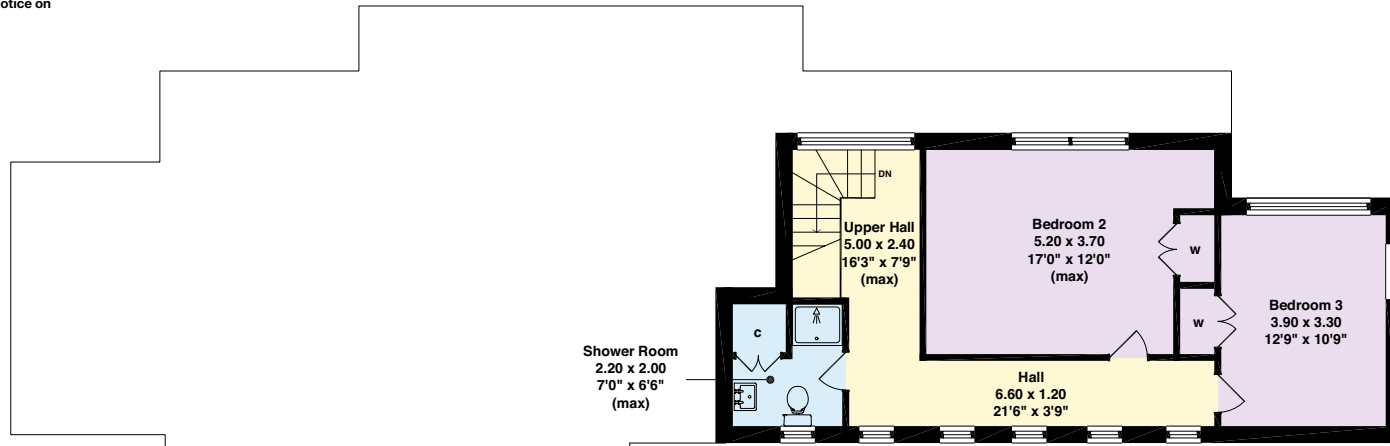 otice on
DN
Upper Hall
5.00 x 2.40
16'3" x 7'9"
(max)
Bedroom 2
5.20 x 3.70
17'0" x 12'0"
(max)
W
W
Bedroom 3
3.90 x 3.30
12'9" x 10'9"
C
Shower Room
2.20 x 2.00
7'0" x 6'6"
(max)
Hall
6.60 x 1.20
21'6" x 3'9"